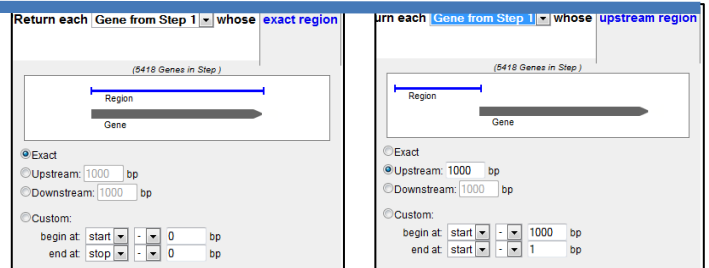 Return each Gene from Step 1 whose exact region
(5418 Genes in Step )
Region
Gene
Exact
Upstream: 1000 bp
Downstream: 1000 bp
Custom:
begin at: start - 0 bp
end at: stop - 0 bp
urn each Gene from Step 1 whose upstream region
(5418 Genes in Step )
Region
Gene
Exact
Upstream: 1000 bp
Downstream: 1000 bp
Custom:
begin at: start - 1000 bp
end at: start - 1 bp